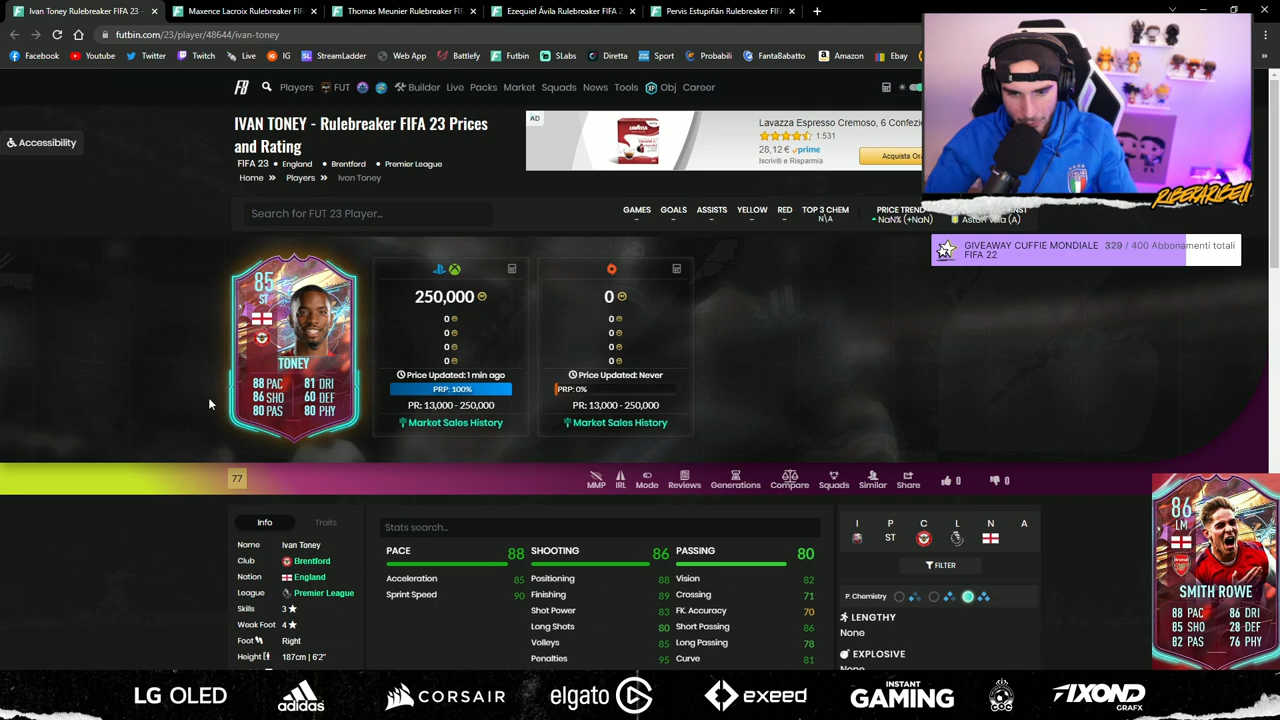 Ivan Toney Rulebreaker FIFA 23 -
Maxence Lacroix Rulebreaker FIF
Thomas Meunier Rulebreaker FIF
Ezequiel Ávila Rulebreaker FIFA 2
Pervis Estupiñán Rulebreaker FIF
futbin.com/23/player/48644/ivan-toney
Facebook Youtube Twitter Twitch Live IG StreamLadder Web App Battlefy Futbin SLabs Diretta Sport Probabili FantaBabatto Amazon Ebay
Players FUT Builder Live Packs Market Squads News Tools Obj Career
Accessibility
IVAN TONEY - Rulebreaker FIFA 23 Prices
and Rating
FIFA 23 England Brentford Premier League
Home Players Ivan Toney
AD
Lavazza Espresso Cremoso, 6 Confezi
1.531
28,12 € prime
Iscriviti e Risparmia
Acquista Ora
RIBERARIBELL
Search for FUT 23 Player...
GAMES GOALS ASSISTS YELLOW RED TOP 3 CHEM PRICE TREND
- - - - - N\A NaN% (+NaN) Aston Villa (A)
GIVEAWAY CUFFIE MONDIALE 329 / 400 Abbonamenti totali
FIFA 22
85
ST
TONEY
88 PAC 81 DRI
86 SHO 60 DEF
80 PAS 80 PHY
250,000
0
0
0
0
Price Updated: 1 min ago
PRP: 100%
PR: 13,000 - 250,000
Market Sales History
0
0
0
0
0
Price Updated: Never
PRP: 0%
PR: 13,000 - 250,000
Market Sales History
77
MMP IRL Mode Reviews Generations Compare Squads Similar Share 0 0
Info Traits
Name Ivan Toney
Club Brentford
Nation England
League Premier League
Skills 3
Weak Foot 4
Foot Right
Height 187cm | 6'2"
Stats search...
PACE 88
Acceleration 85
Sprint Speed 90
SHOOTING 86
Positioning 88
Finishing 89
Shot Power 83
Long Shots 80
Volleys 85
Penalties 95
PASSING 80
Vision 82
Crossing 71
FK. Accuracy 70
Short Passing 86
Long Passing 78
Curve 81
I P C L N A
ST
FILTER
P. Chemistry
LENGTHY
None
EXPLOSIVE
None
86
LM
SMITH ROWE
88 PAC 86 DRI
85 SHO 28 DEF
82 PAS 76 PHY
LG OLED adidas CORSAIR elgato exeed INSTANT GAMING FIXOND GRAFX